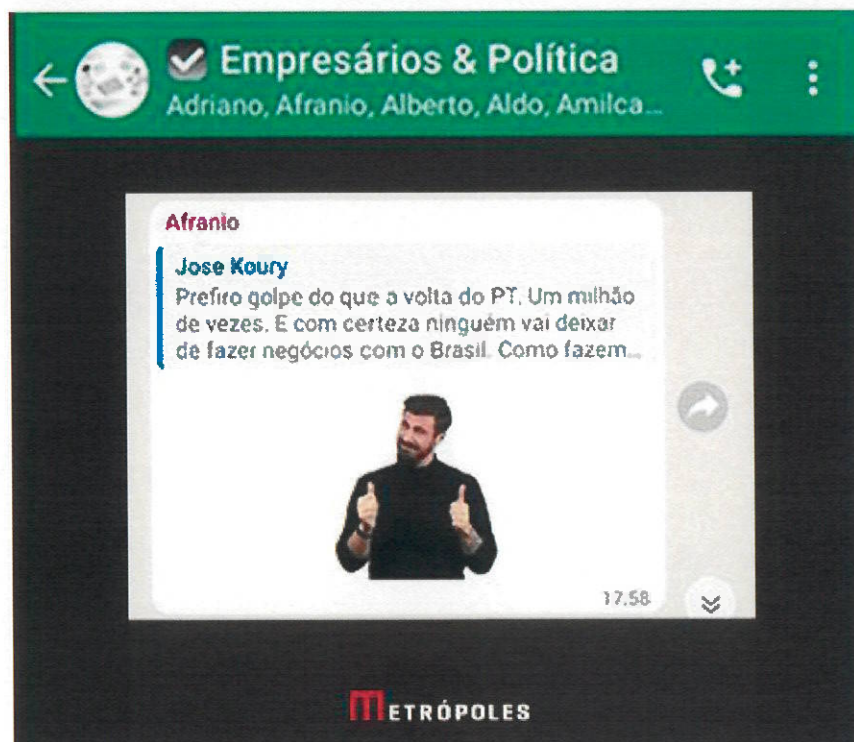 Empresários & Política
Adriano, Afranio, Alberto, Aldo, Amilca...
Afranio
Jose Koury
Prefiro golpe do que a volta do PT. Um milhão
de vezes. E com certeza ninguém vai deixar
de fazer negócios com o Brasil. Como fazem...
17:58
METRÓPOLES